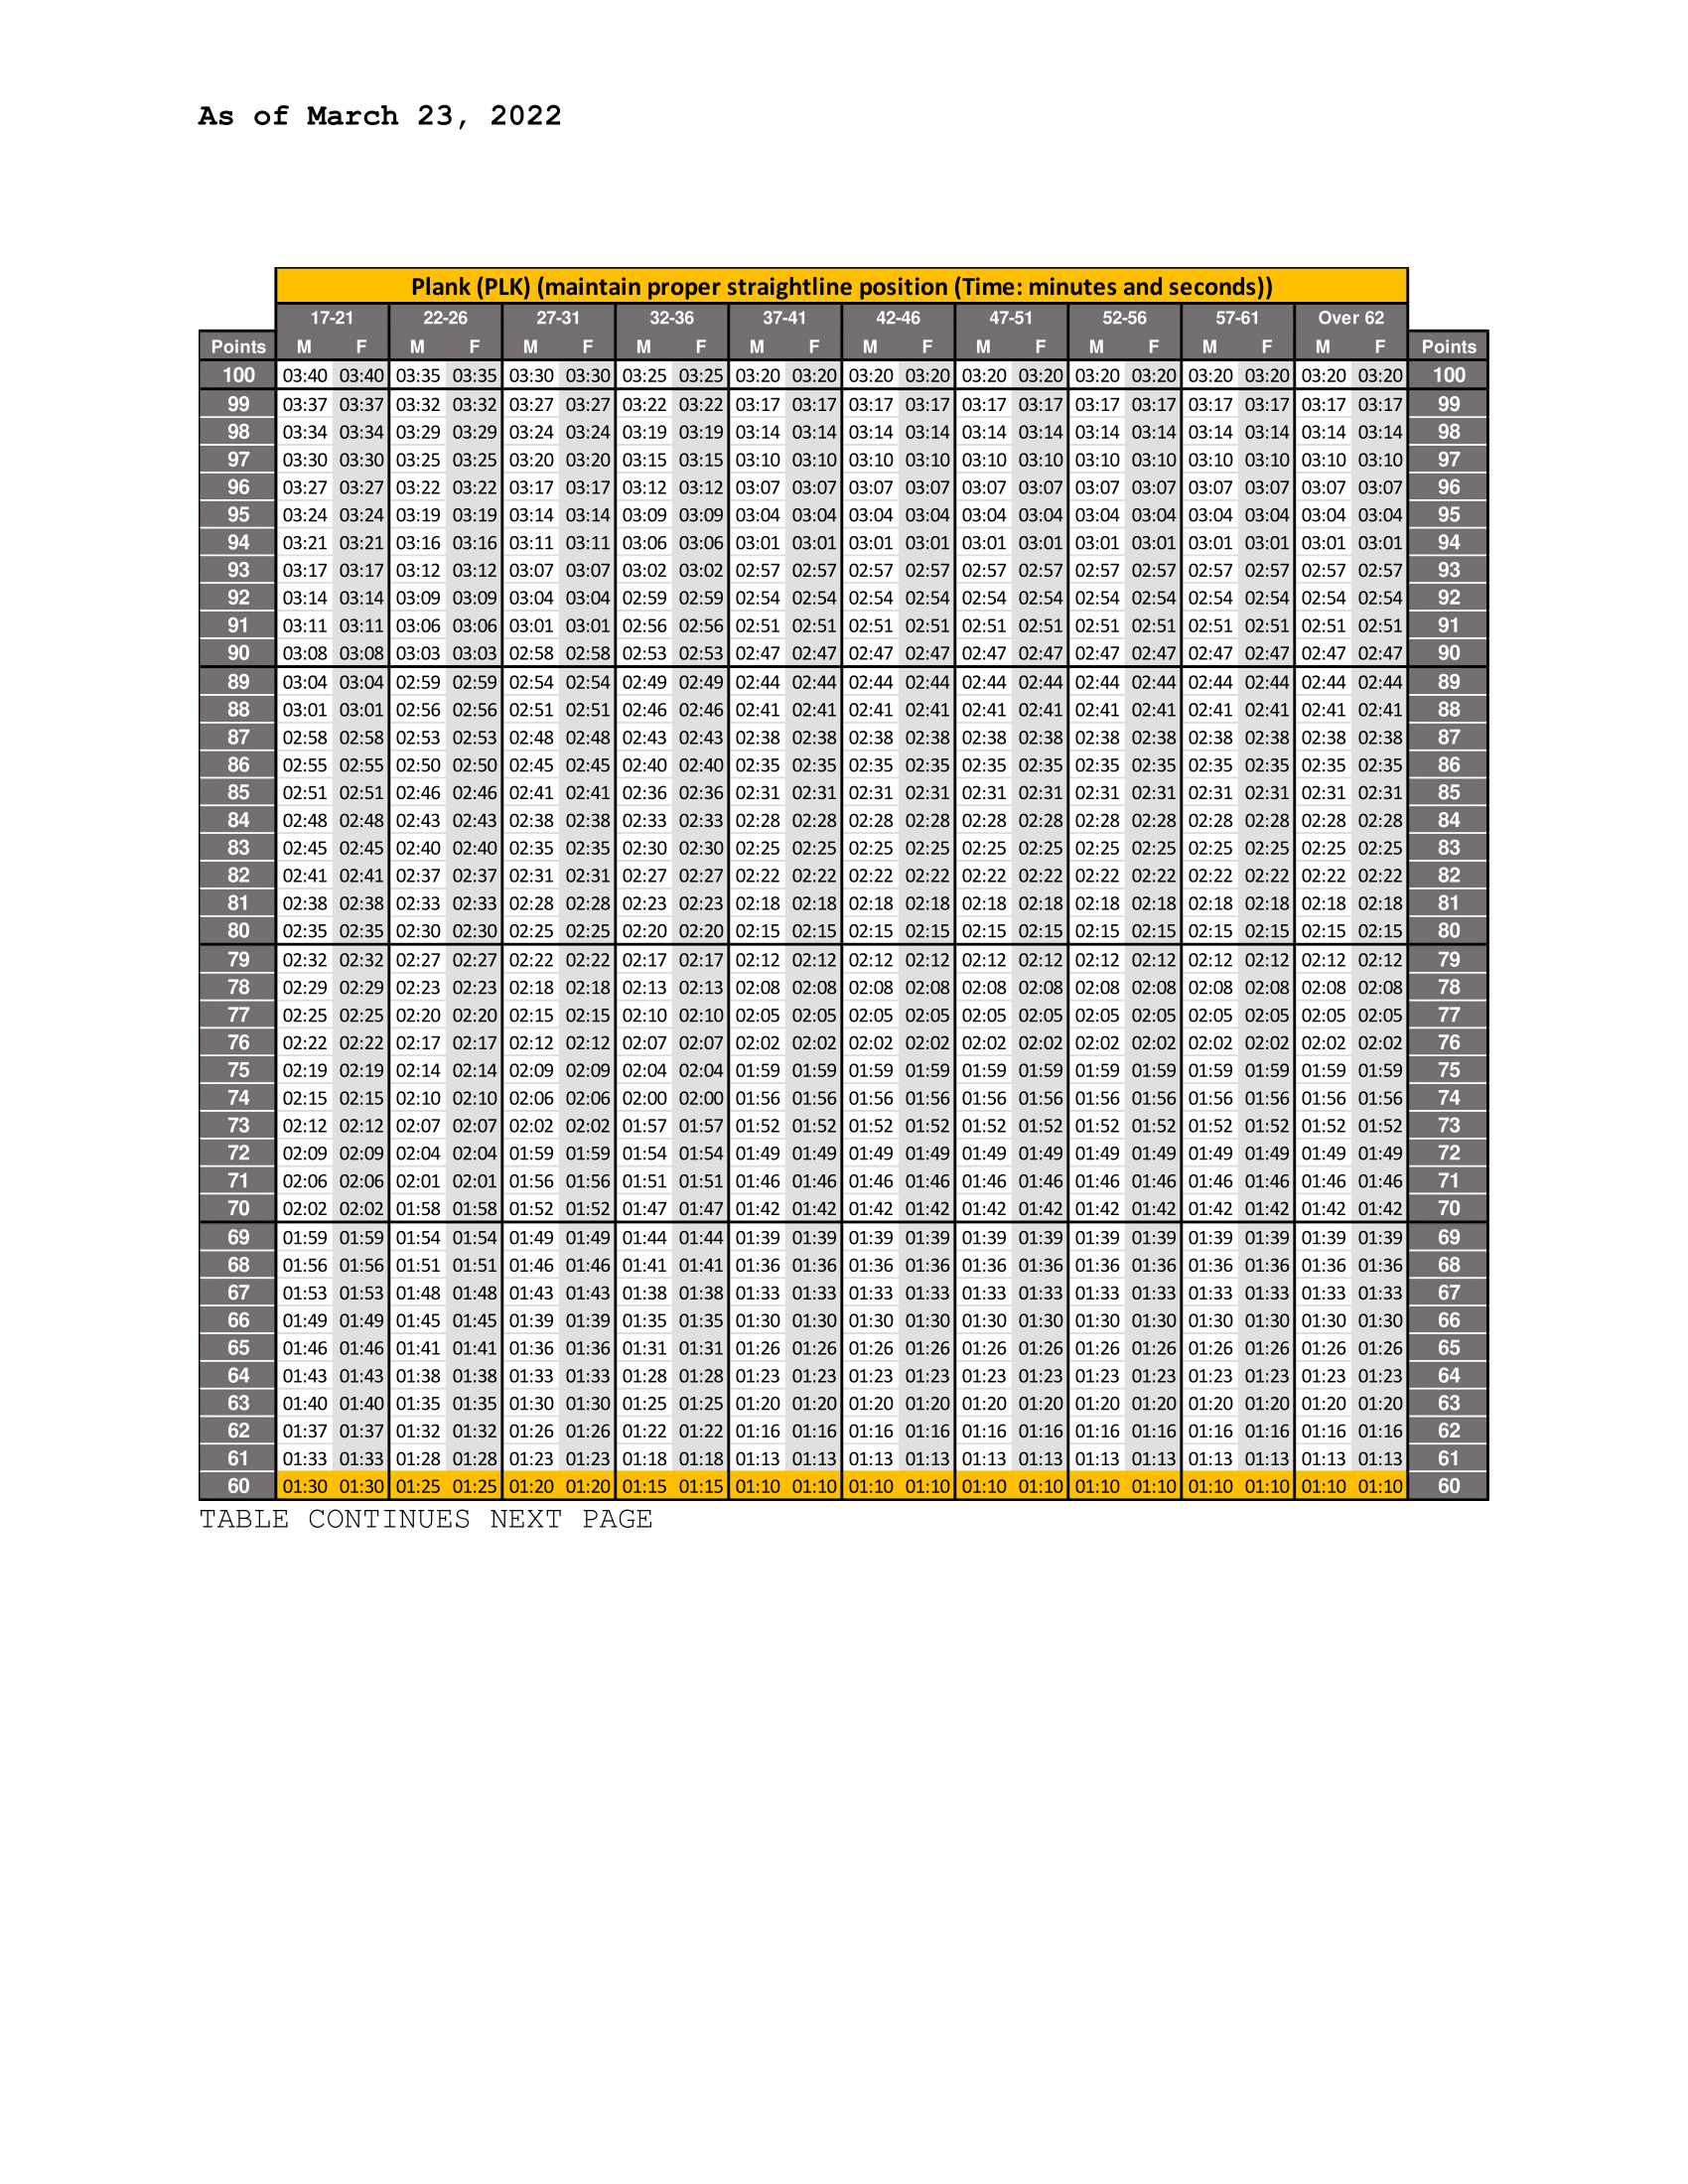 As of March 23, 2022
Plank (PLK) (maintain proper straightline position (Time: minutes and seconds))
17-21 22-26 27-31 32-36 37-41 42-46 47-51 52-56 57-61 Over 62
Points M F M F M F M F M F M F M F M F M F M F Points
100 03:40 03:40 03:35 03:35 03:30 03:30 03:25 03:25 03:20 03:20 03:20 03:20 03:20 03:20 03:20 03:20 03:20 03:20 03:20 03:20 100
99 03:37 03:37 03:32 03:32 03:27 03:27 03:22 03:22 03:17 03:17 03:17 03:17 03:17 03:17 03:17 03:17 03:17 03:17 03:17 03:17 99
98 03:34 03:34 03:29 03:29 03:24 03:24 03:19 03:19 03:14 03:14 03:14 03:14 03:14 03:14 03:14 03:14 03:14 03:14 03:14 03:14 98
97 03:30 03:30 03:25 03:25 03:20 03:20 03:15 03:15 03:10 03:10 03:10 03:10 03:10 03:10 03:10 03:10 03:10 03:10 03:10 03:10 97
96 03:27 03:27 03:22 03:22 03:17 03:17 03:12 03:12 03:07 03:07 03:07 03:07 03:07 03:07 03:07 03:07 03:07 03:07 03:07 03:07 96
95 03:24 03:24 03:19 03:19 03:14 03:14 03:09 03:09 03:04 03:04 03:04 03:04 03:04 03:04 03:04 03:04 03:04 03:04 03:04 03:04 95
94 03:21 03:21 03:16 03:16 03:11 03:11 03:06 03:06 03:01 03:01 03:01 03:01 03:01 03:01 03:01 03:01 03:01 03:01 03:01 03:01 94
93 03:17 03:17 03:12 03:12 03:07 03:07 03:02 03:02 02:57 02:57 02:57 02:57 02:57 02:57 02:57 02:57 02:57 02:57 02:57 02:57 93
92 03:14 03:14 03:09 03:09 03:04 03:04 02:59 02:59 02:54 02:54 02:54 02:54 02:54 02:54 02:54 02:54 02:54 02:54 02:54 02:54 92
91 03:11 03:11 03:06 03:06 03:01 03:01 02:56 02:56 02:51 02:51 02:51 02:51 02:51 02:51 02:51 02:51 02:51 02:51 02:51 02:51 91
90 03:08 03:08 03:03 03:03 02:58 02:58 02:53 02:53 02:47 02:47 02:47 02:47 02:47 02:47 02:47 02:47 02:47 02:47 02:47 02:47 90
89 03:04 03:04 02:59 02:59 02:54 02:54 02:49 02:49 02:44 02:44 02:44 02:44 02:44 02:44 02:44 02:44 02:44 02:44 02:44 02:44 89
88 03:01 03:01 02:56 02:56 02:51 02:51 02:46 02:46 02:41 02:41 02:41 02:41 02:41 02:41 02:41 02:41 02:41 02:41 02:41 02:41 88
87 02:58 02:58 02:53 02:53 02:48 02:48 02:43 02:43 02:38 02:38 02:38 02:38 02:38 02:38 02:38 02:38 02:38 02:38 02:38 02:38 87
86 02:55 02:55 02:50 02:50 02:45 02:45 02:40 02:40 02:35 02:35 02:35 02:35 02:35 02:35 02:35 02:35 02:35 02:35 02:35 02:35 86
85 02:51 02:51 02:46 02:46 02:41 02:41 02:36 02:36 02:31 02:31 02:31 02:31 02:31 02:31 02:31 02:31 02:31 02:31 02:31 02:31 85
84 02:48 02:48 02:43 02:43 02:38 02:38 02:33 02:33 02:28 02:28 02:28 02:28 02:28 02:28 02:28 02:28 02:28 02:28 02:28 02:28 84
83 02:45 02:45 02:40 02:40 02:35 02:35 02:30 02:30 02:25 02:25 02:25 02:25 02:25 02:25 02:25 02:25 02:25 02:25 02:25 02:25 83
82 02:41 02:41 02:37 02:37 02:31 02:31 02:27 02:27 02:22 02:22 02:22 02:22 02:22 02:22 02:22 02:22 02:22 02:22 02:22 02:22 82
81 02:38 02:38 02:33 02:33 02:28 02:28 02:23 02:23 02:18 02:18 02:18 02:18 02:18 02:18 02:18 02:18 02:18 02:18 02:18 02:18 81
80 02:35 02:35 02:30 02:30 02:25 02:25 02:20 02:20 02:15 02:15 02:15 02:15 02:15 02:15 02:15 02:15 02:15 02:15 02:15 02:15 80
79 02:32 02:32 02:27 02:27 02:22 02:22 02:17 02:17 02:12 02:12 02:12 02:12 02:12 02:12 02:12 02:12 02:12 02:12 02:12 02:12 79
78 02:29 02:29 02:23 02:23 02:18 02:18 02:13 02:13 02:08 02:08 02:08 02:08 02:08 02:08 02:08 02:08 02:08 02:08 02:08 02:08 78
77 02:25 02:25 02:20 02:20 02:15 02:15 02:10 02:10 02:05 02:05 02:05 02:05 02:05 02:05 02:05 02:05 02:05 02:05 02:05 02:05 77
76 02:22 02:22 02:17 02:17 02:12 02:12 02:07 02:07 02:02 02:02 02:02 02:02 02:02 02:02 02:02 02:02 02:02 02:02 02:02 02:02 76
75 02:19 02:19 02:14 02:14 02:09 02:09 02:04 02:04 01:59 01:59 01:59 01:59 01:59 01:59 01:59 01:59 01:59 01:59 01:59 01:59 75
74 02:15 02:15 02:10 02:10 02:06 02:06 02:00 02:00 01:56 01:56 01:56 01:56 01:56 01:56 01:56 01:56 01:56 01:56 01:56 01:56 74
73 02:12 02:12 02:07 02:07 02:02 02:02 01:57 01:57 01:52 01:52 01:52 01:52 01:52 01:52 01:52 01:52 01:52 01:52 01:52 01:52 73
72 02:09 02:09 02:04 02:04 01:59 01:59 01:54 01:54 01:49 01:49 01:49 01:49 01:49 01:49 01:49 01:49 01:49 01:49 01:49 01:49 72
71 02:06 02:06 02:01 02:01 01:56 01:56 01:51 01:51 01:46 01:46 01:46 01:46 01:46 01:46 01:46 01:46 01:46 01:46 01:46 01:46 71
70 02:02 02:02 01:58 01:58 01:52 01:52 01:47 01:47 01:42 01:42 01:42 01:42 01:42 01:42 01:42 01:42 01:42 01:42 01:42 01:42 70
69 01:59 01:59 01:54 01:54 01:49 01:49 01:44 01:44 01:39 01:39 01:39 01:39 01:39 01:39 01:39 01:39 01:39 01:39 01:39 01:39 69
68 01:56 01:56 01:51 01:51 01:46 01:46 01:41 01:41 01:36 01:36 01:36 01:36 01:36 01:36 01:36 01:36 01:36 01:36 01:36 01:36 68
67 01:53 01:53 01:48 01:48 01:43 01:43 01:38 01:38 01:33 01:33 01:33 01:33 01:33 01:33 01:33 01:33 01:33 01:33 01:33 01:33 67
66 01:49 01:49 01:45 01:45 01:39 01:39 01:35 01:35 01:30 01:30 01:30 01:30 01:30 01:30 01:30 01:30 01:30 01:30 01:30 01:30 66
65 01:46 01:46 01:41 01:41 01:36 01:36 01:31 01:31 01:26 01:26 01:26 01:26 01:26 01:26 01:26 01:26 01:26 01:26 01:26 01:26 65
64 01:43 01:43 01:38 01:38 01:33 01:33 01:28 01:28 01:23 01:23 01:23 01:23 01:23 01:23 01:23 01:23 01:23 01:23 01:23 01:23 64
63 01:40 01:40 01:35 01:35 01:30 01:30 01:25 01:25 01:20 01:20 01:20 01:20 01:20 01:20 01:20 01:20 01:20 01:20 01:20 01:20 63
62 01:37 01:37 01:32 01:32 01:26 01:26 01:22 01:22 01:16 01:16 01:16 01:16 01:16 01:16 01:16 01:16 01:16 01:16 01:16 01:16 62
61 01:33 01:33 01:28 01:28 01:23 01:23 01:18 01:18 01:13 01:13 01:13 01:13 01:13 01:13 01:13 01:13 01:13 01:13 01:13 01:13 61
60 01:30 01:30 01:25 01:25 01:20 01:20 01:15 01:15 01:10 01:10 01:10 01:10 01:10 01:10 01:10 01:10 01:10 01:10 01:10 01:10 60
TABLE CONTINUES NEXT PAGE